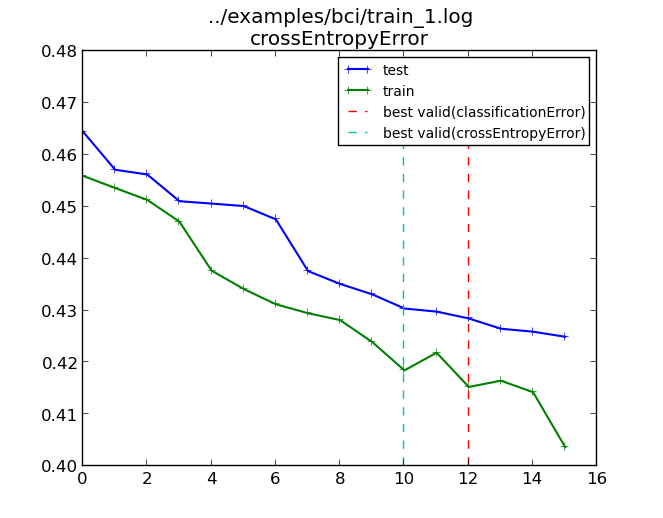 ../examples/bci/train_1.log
crossEntropyError
0.48
0.47
0.46
0.45
0.44
0.43
0.42
0.41
0.40
test
train
best valid(classificationError)
best valid(crossEntropyError)
0 2 4 6 8 10 12 14 16